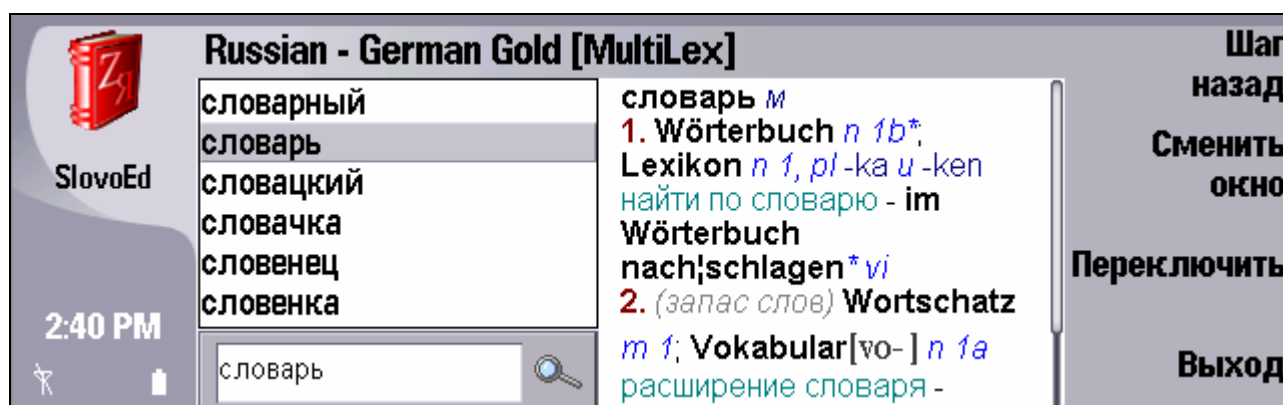 Zя
SlovoEd
2:40 PM
Russian - German Gold [MultiLex]
словарный
словарь
словацкий
словачка
словенец
словенка
словарь
словарь м
1. Wörterbuch n 1b*;
Lexikon n 1, pl -ka u -ken
найти по словарю - im
Wörterbuch
nach¦schlagen* vi
2. (запас слов) Wortschatz
m 1; Vokabular[vo-] n 1a
расширение словаря -
Шаг
назад
Сменить
окно
Переключить
Выход